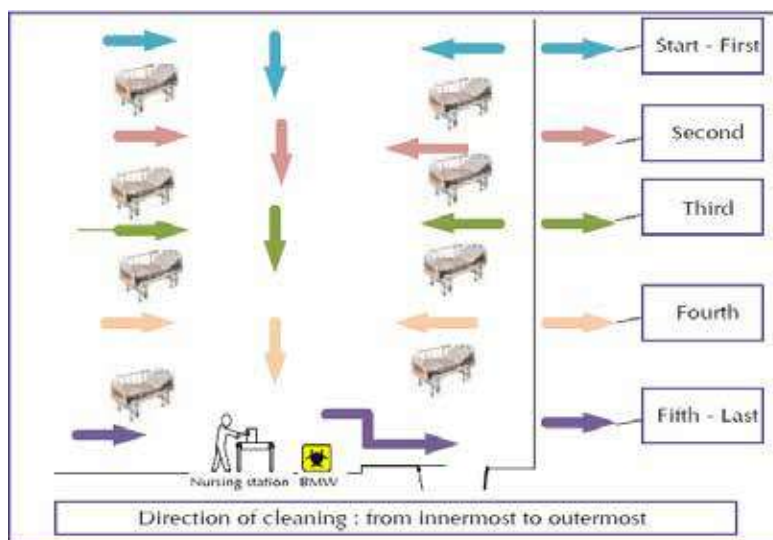 Start - First
Second
Third
Fourth
Fifth - Last
Nursing station
BMW
Direction of cleaning : from innermost to outermost